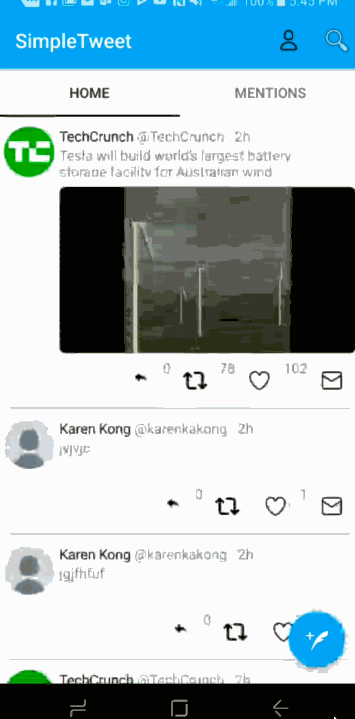 100% 5:45 PM
SimpleTweet
HOME MENTIONS
TC
TechCrunch @TechCrunch 2h
Tesla will build world's largest battery
storage facility for Australian wind
0 78 102
Karen Kong @karenkakong 2h
jvjvjc
0 1
Karen Kong @karenkakong 2h
jgjfhfuf
0
TechCrunch @TechCrunch 2h